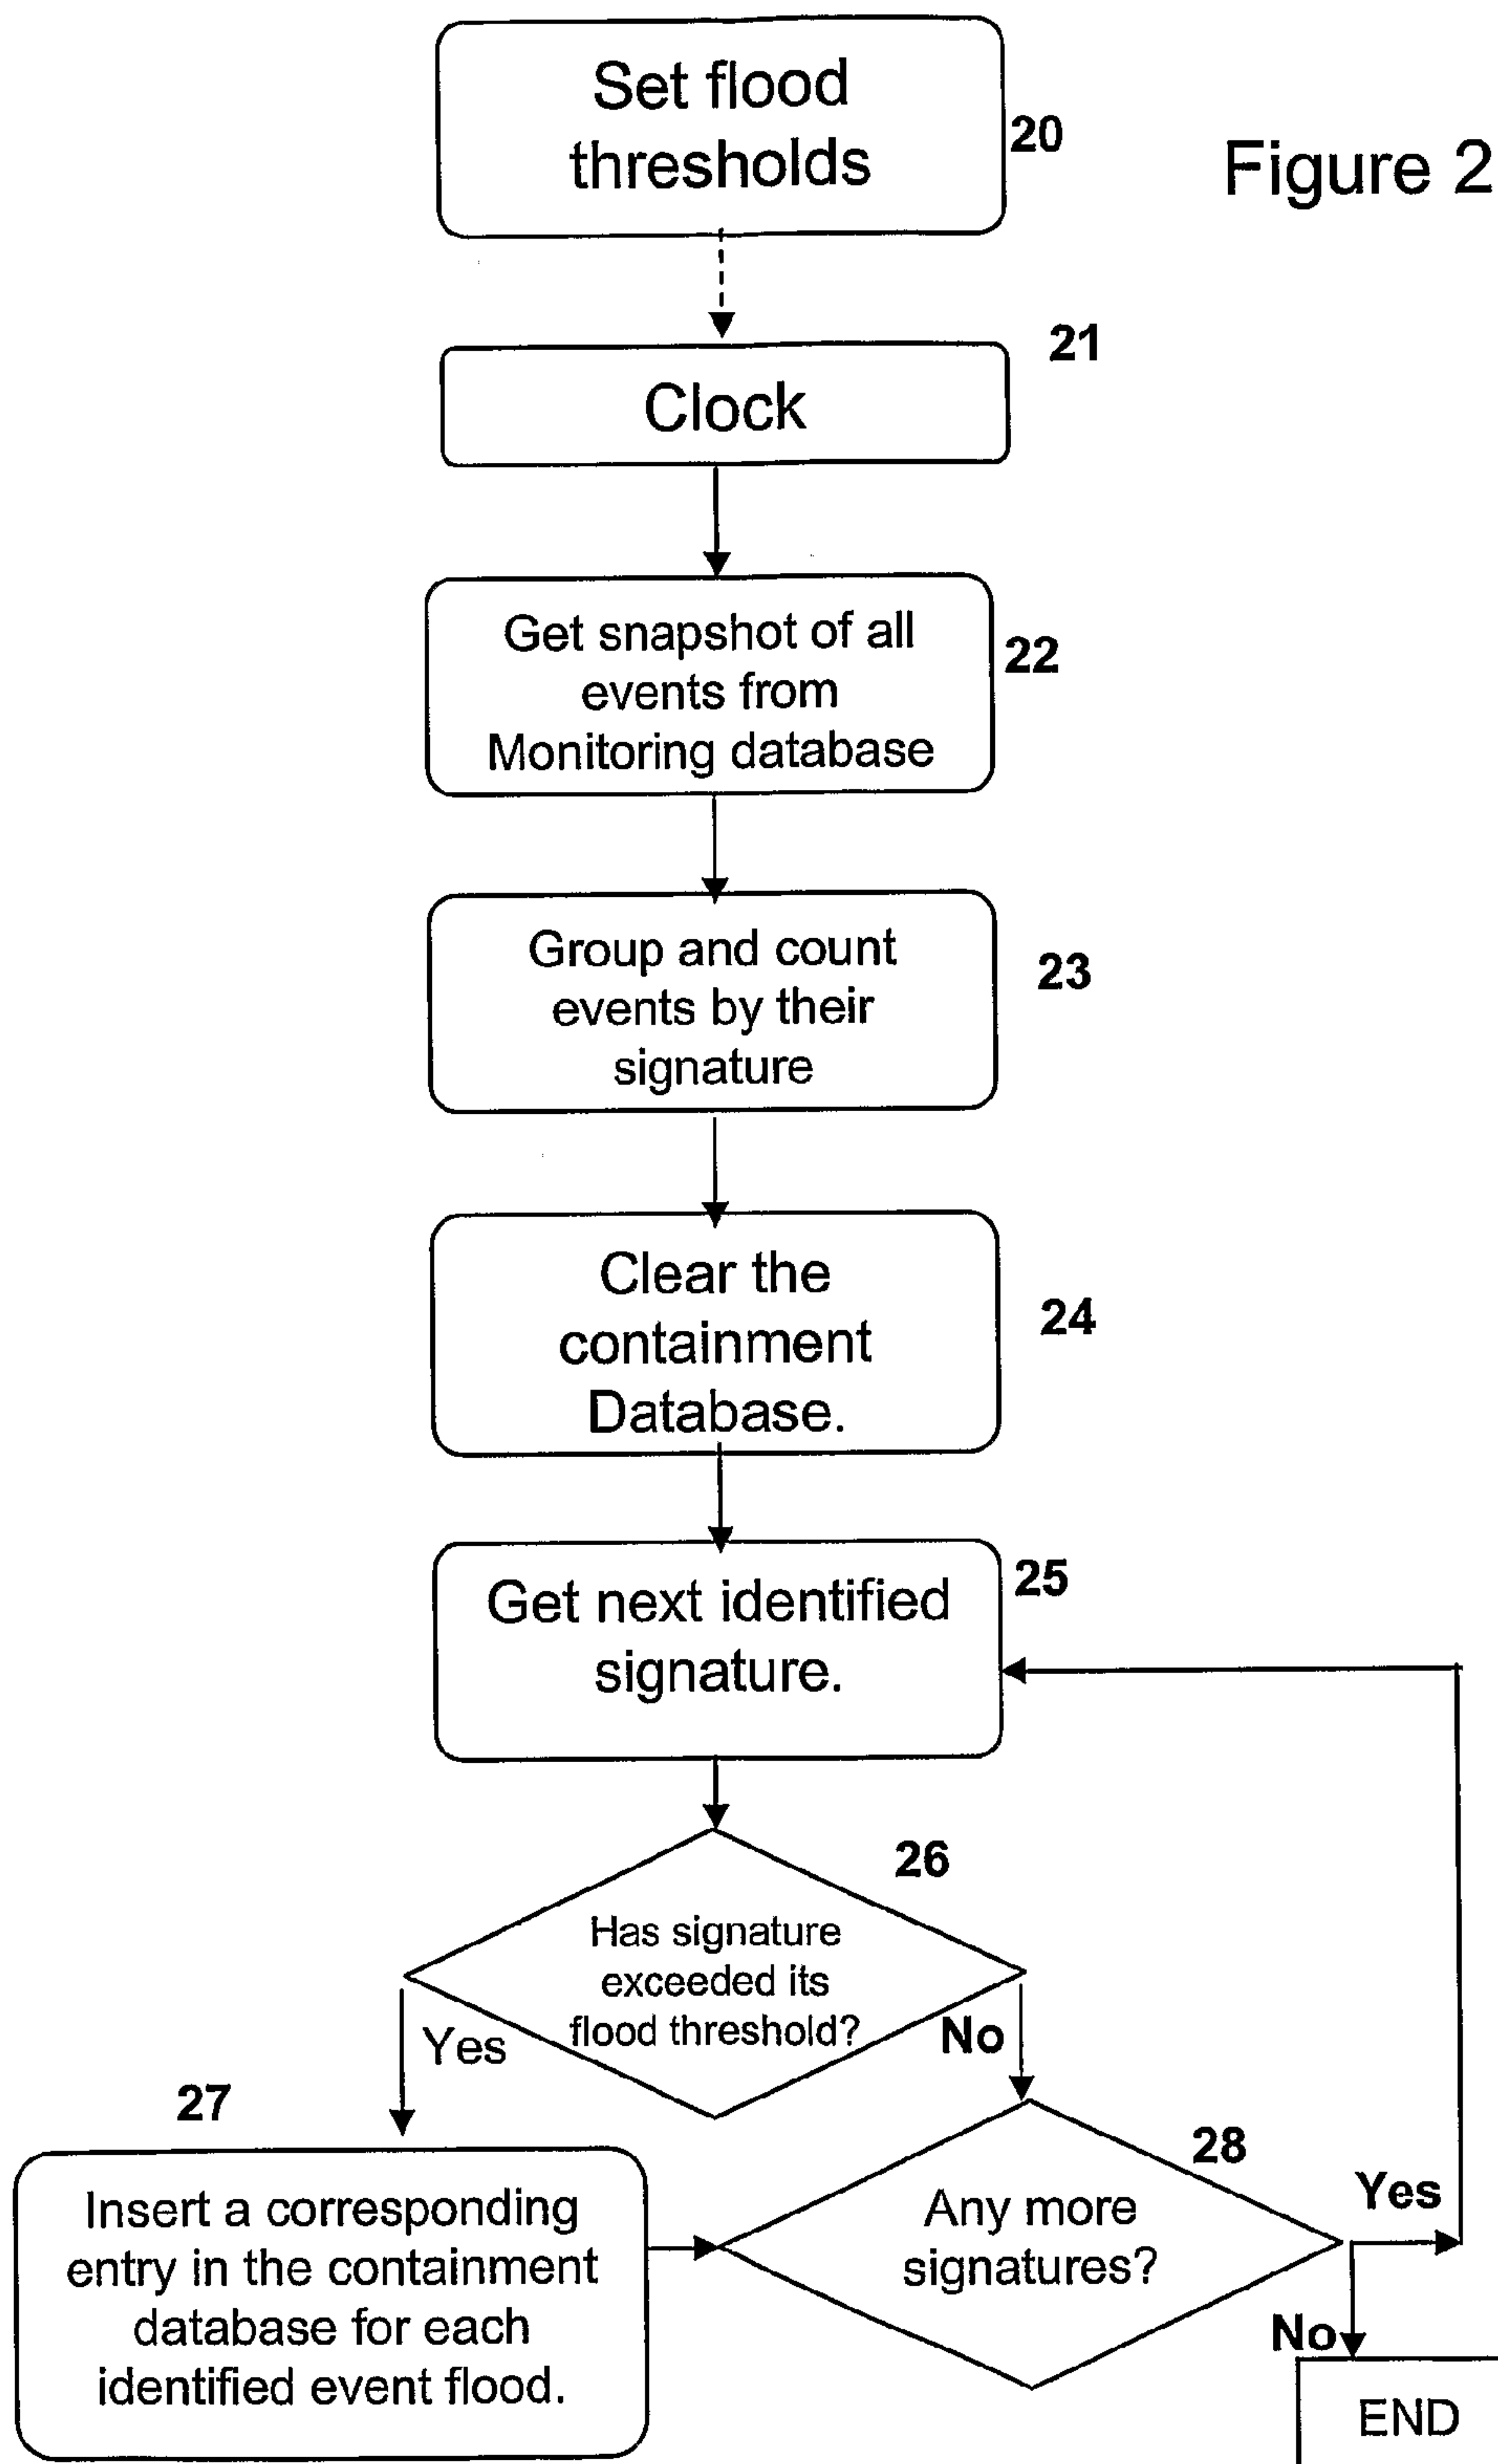 Set flood
thresholds
20
Figure 2
21
Clock
Get snapshot of all
events from
Monitoring database
22
Group and count
events by their
signature
23
Clear the
containment
Database.
24
Get next identified
signature.
25
26
Has signature
exceeded its
flood threshold?
Yes
No
27
Insert a corresponding
entry in the containment
database for each
identified event flood.
28
Any more
signatures?
Yes
No
END